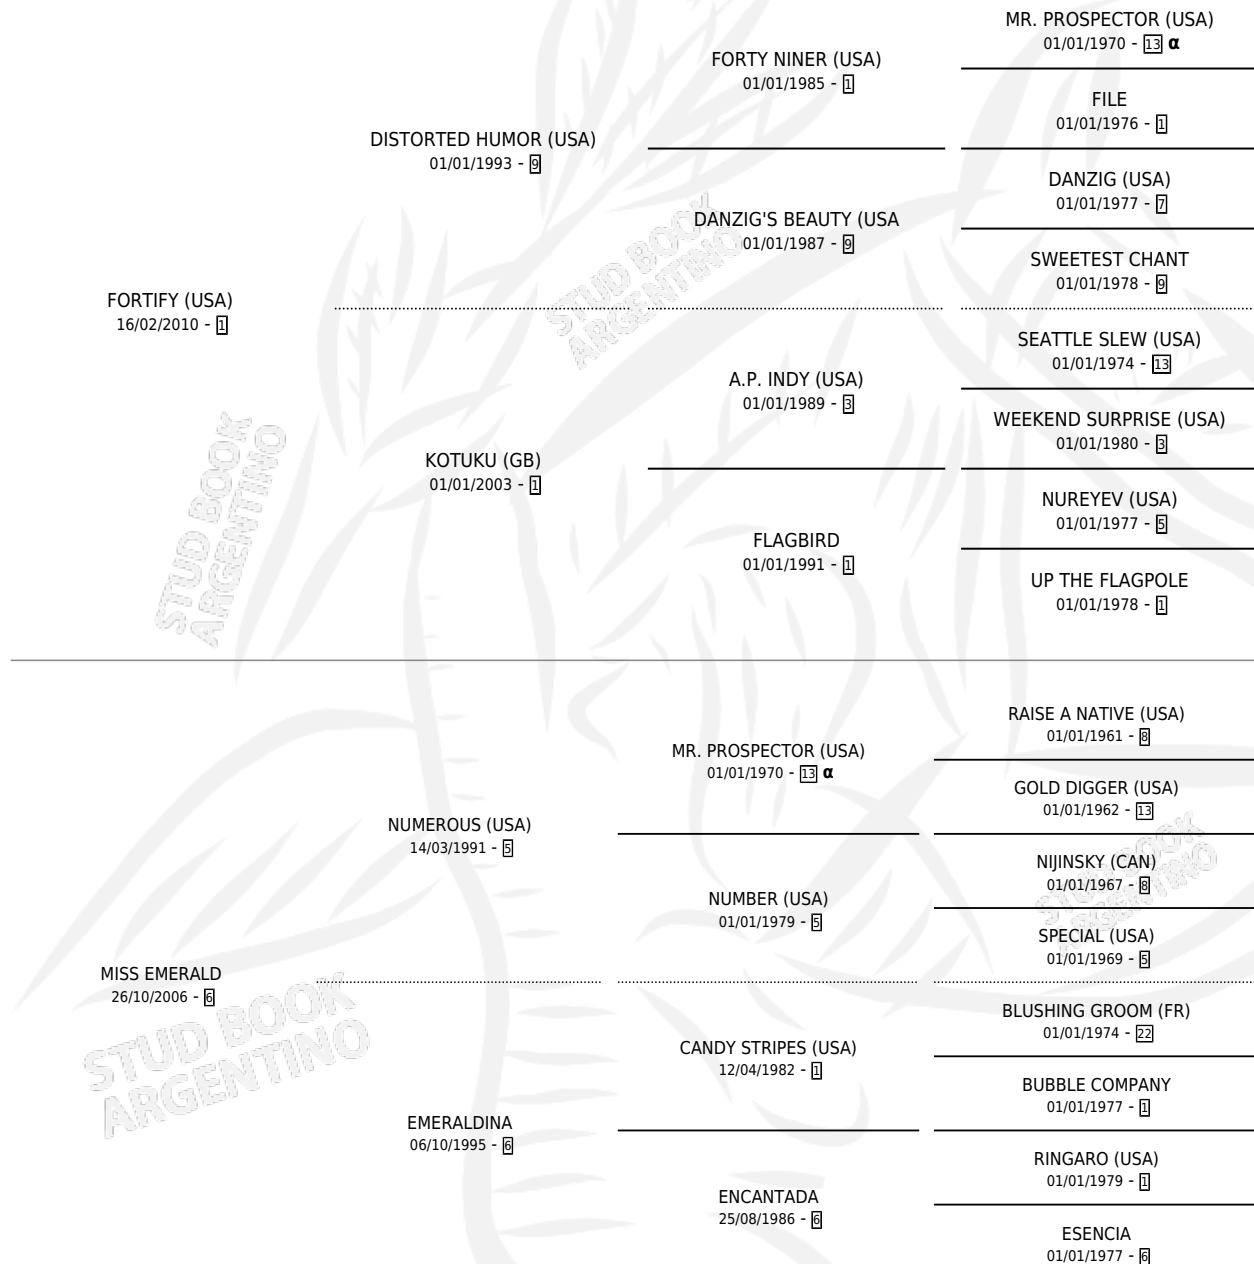 MR. PROSPECTOR (USA)
01/01/1970 - 13 α
FORTY NINER (USA)
01/01/1985 - 1
FILE
01/01/1976 - 1
DISTORTED HUMOR (USA)
01/01/1993 - 9
DANZIG (USA)
01/01/1977 - 7
DANZIG'S BEAUTY (USA
01/01/1987 - 9
SWEETEST CHANT
01/01/1978 - 9
FORTIFY (USA)
16/02/2010 - 1
STUD BOOK
ARGENTINO
SEATTLE SLEW (USA)
01/01/1974 - 13
A.P. INDY (USA)
01/01/1989 - 3
WEEKEND SURPRISE (USA)
01/01/1980 - 3
KOTUKU (GB)
01/01/2003 - 1
NUREYEV (USA)
01/01/1977 - 5
FLAGBIRD
01/01/1991 - 1
UP THE FLAGPOLE
01/01/1978 - 1
STUD BOOK
ARGENTINO
RAISE A NATIVE (USA)
01/01/1961 - 8
MR. PROSPECTOR (USA)
01/01/1970 - 13 α
GOLD DIGGER (USA)
01/01/1962 - 13
NUMEROUS (USA)
14/03/1991 - 5
NIJINSKY (CAN)
01/01/1967 - 8
STUD BOOK
ARGENTINO
NUMBER (USA)
01/01/1979 - 5
SPECIAL (USA)
01/01/1969 - 5
MISS EMERALD
26/10/2006 - 6
STUD BOOK
ARGENTINO
BLUSHING GROOM (FR)
01/01/1974 - 22
CANDY STRIPES (USA)
12/04/1982 - 1
BUBBLE COMPANY
01/01/1977 - 1
EMERALDINA
06/10/1995 - 6
RINGARO (USA)
01/01/1979 - 1
ENCANTADA
25/08/1986 - 6
ESENCIA
01/01/1977 - 6